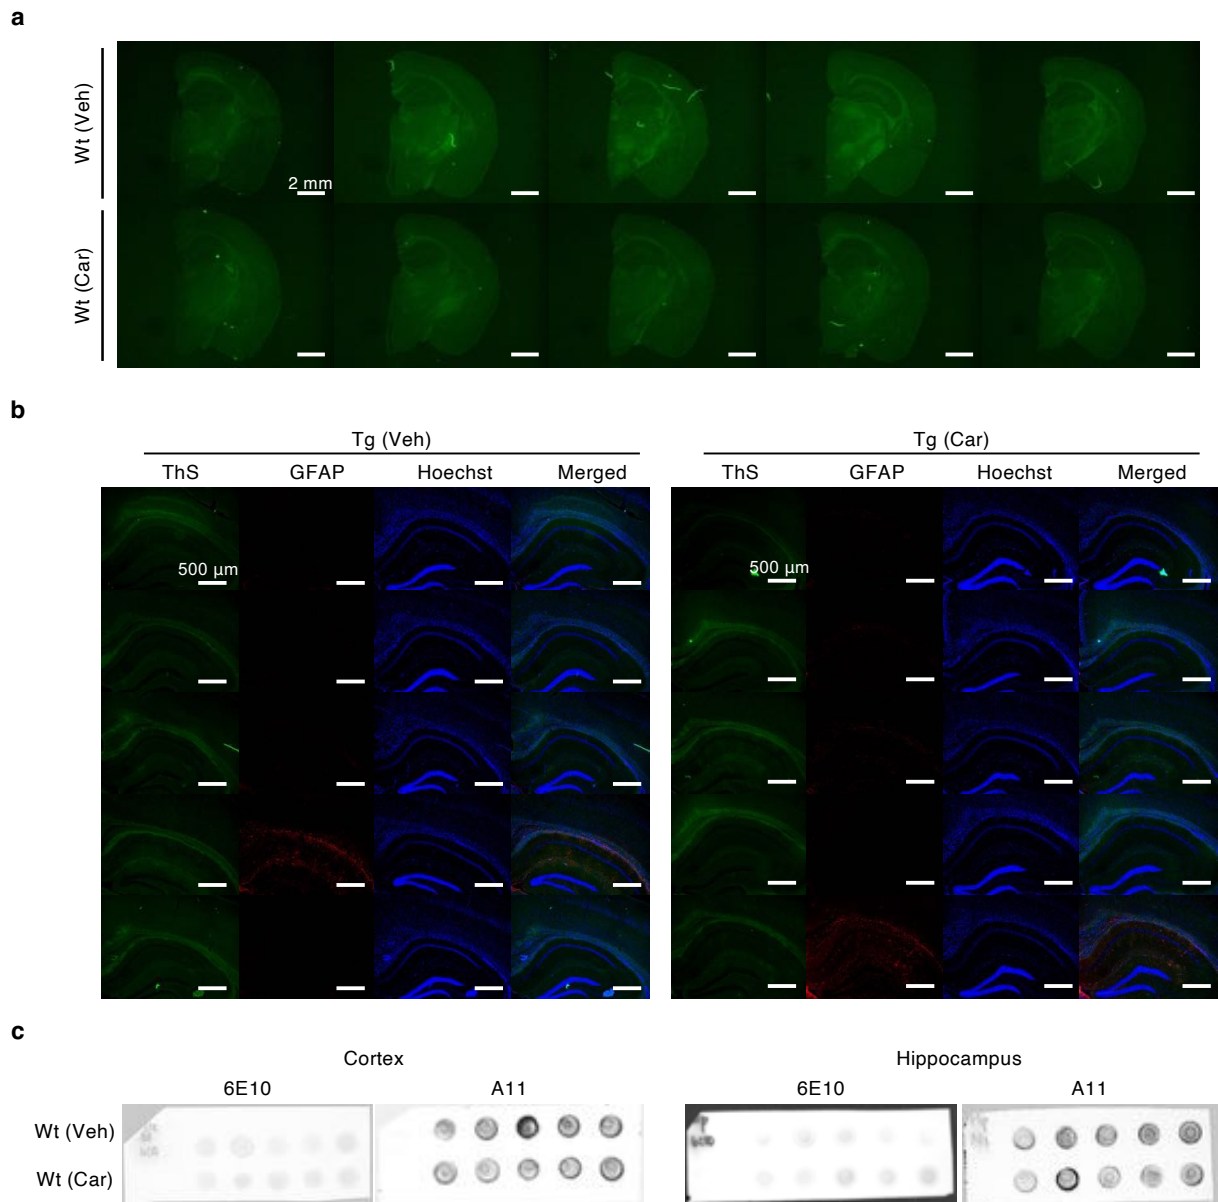 a
Wt (Veh)
2 mm
Wt (Car)
b
Tg (Veh)
Tg (Car)
ThS GFAP Hoechst Merged
ThS GFAP Hoechst Merged
500 μm
500 μm
c
Cortex
Hippocampus
6E10 A11
6E10 A11
Wt (Veh)
Wt (Car)